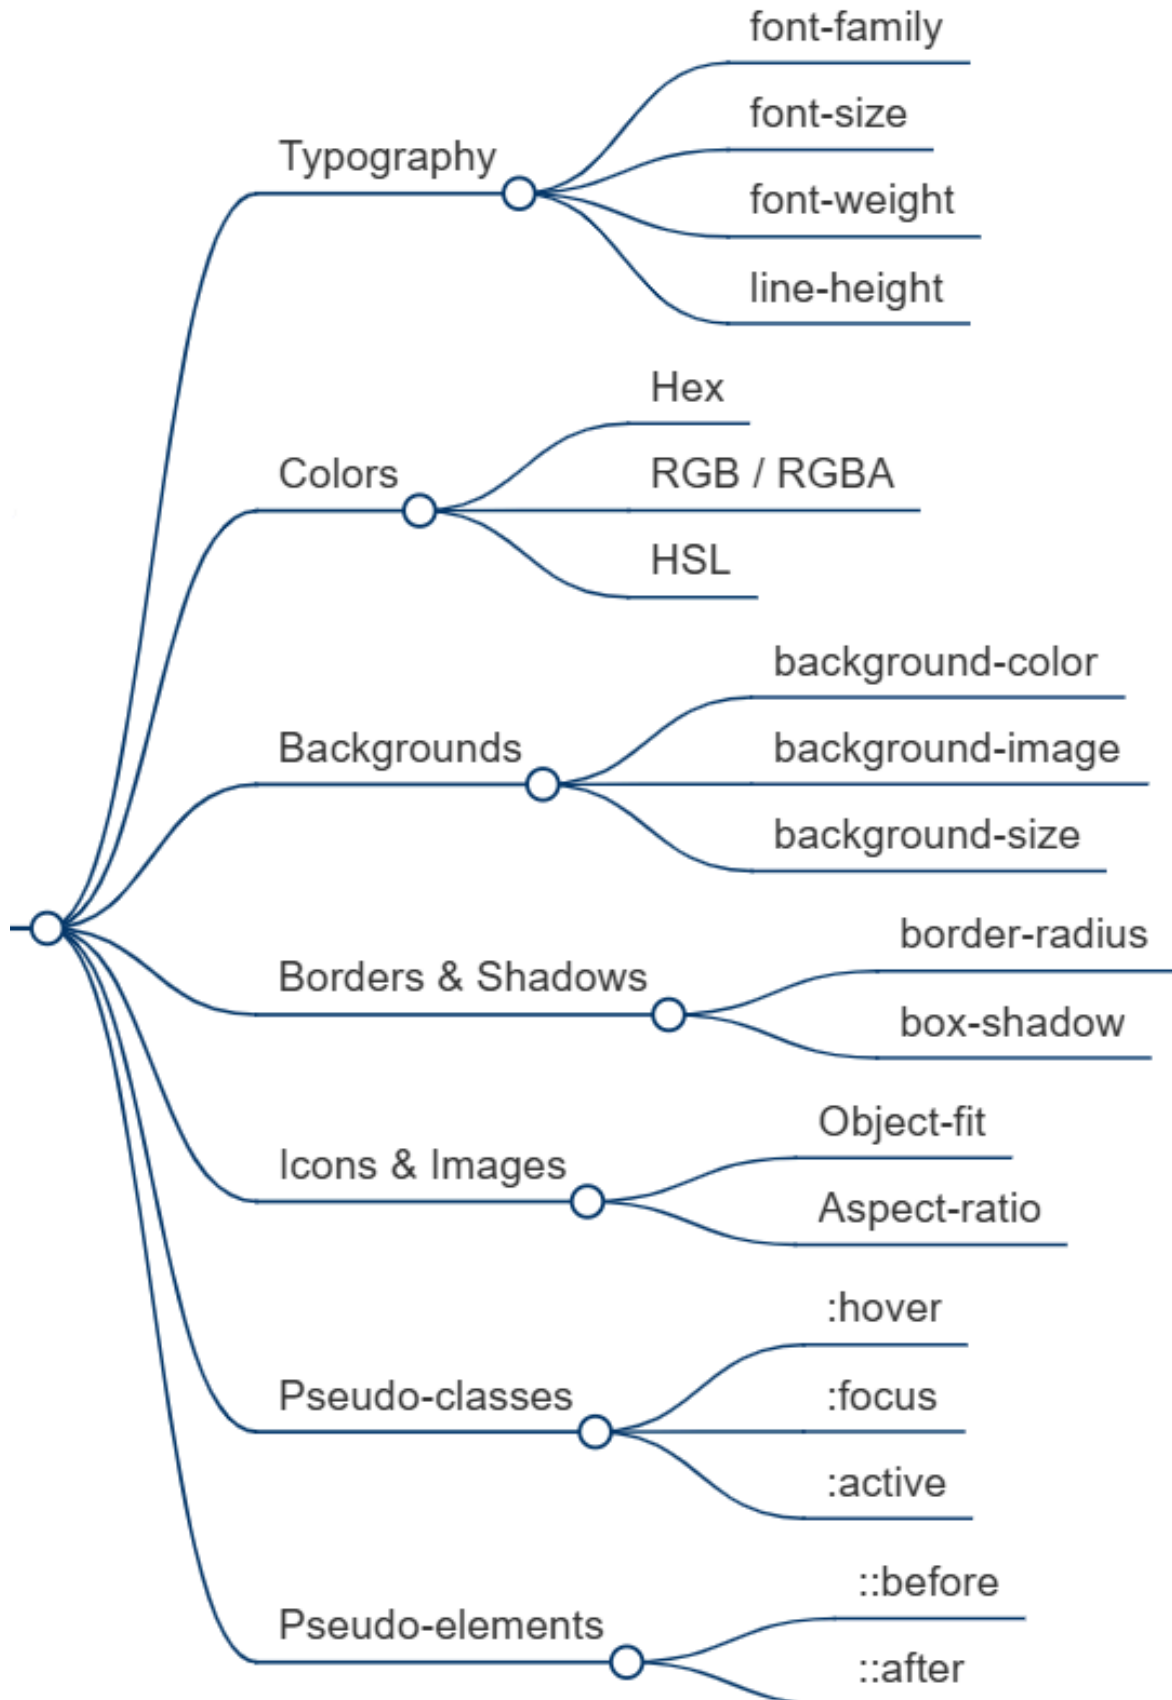 Typography
font-family
font-size
font-weight
line-height
Colors
Hex
RGB / RGBA
HSL
Backgrounds
background-color
background-image
background-size
Borders & Shadows
border-radius
box-shadow
Icons & Images
Object-fit
Aspect-ratio
Pseudo-classes
:hover
:focus
:active
Pseudo-elements
::before
::after